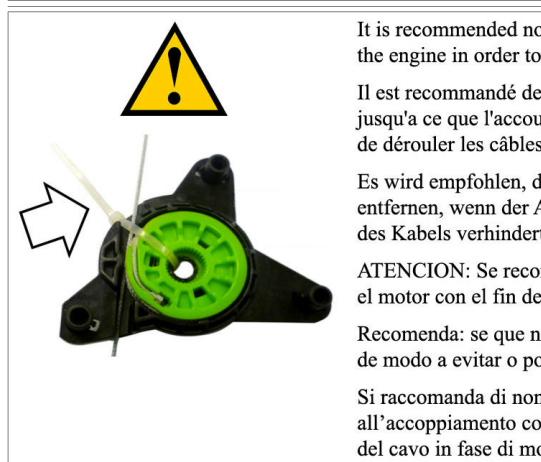 It is recommended
the engine in order to
Il est recommandé de
jusqu'a ce que l'accou
de dérouler les câbles
Es wird empfohlen, d
entfernen, wenn der A
des Kabels verhindert
ATENCION: Se reco
el motor con el fin de
Recomenda: se que n
de modo a evitar o po
Si raccomanda di non
all’accoppiamento co
del cavo in fase di mo